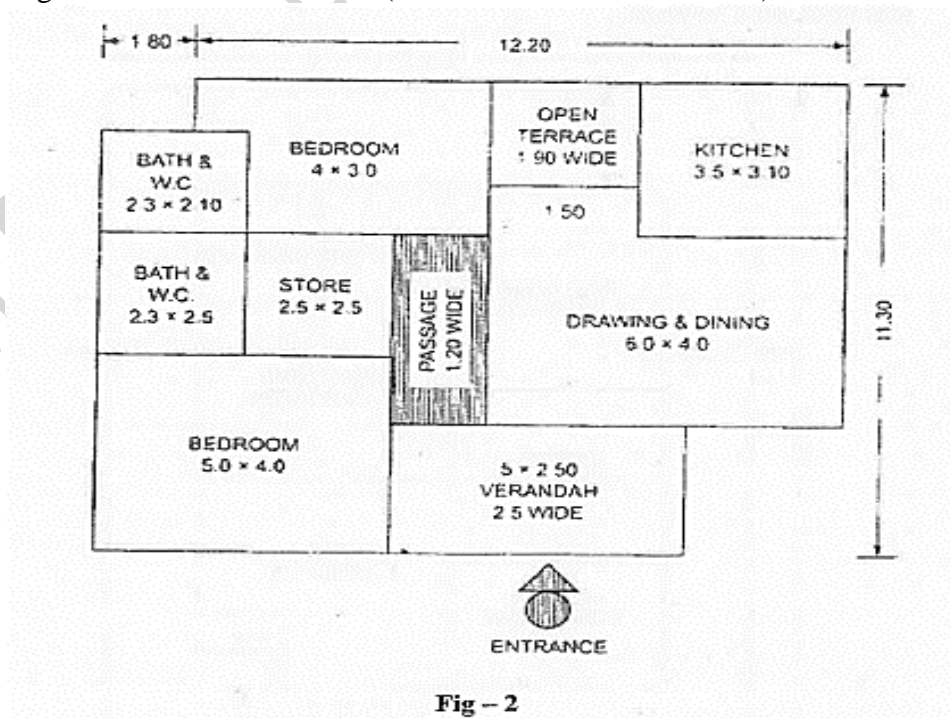 1 80
12.20
BEDROOM
4 × 3.0
OPEN
TERRACE
1 90 WIDE
KITCHEN
3.5 × 3.10
BATH &
W.C
2 3 × 2 10
1 50
BATH &
W.C.
2.3 × 2.5
STORE
2.5 × 2.5
PASSAGE
1.20 WIDE
DRAWING & DINING
6 0 × 4.0
11.30
BEDROOM
5.0 × 4.0
5 × 2 50
VERANDAH
2 5 WIDE
ENTRANCE
Fig – 2